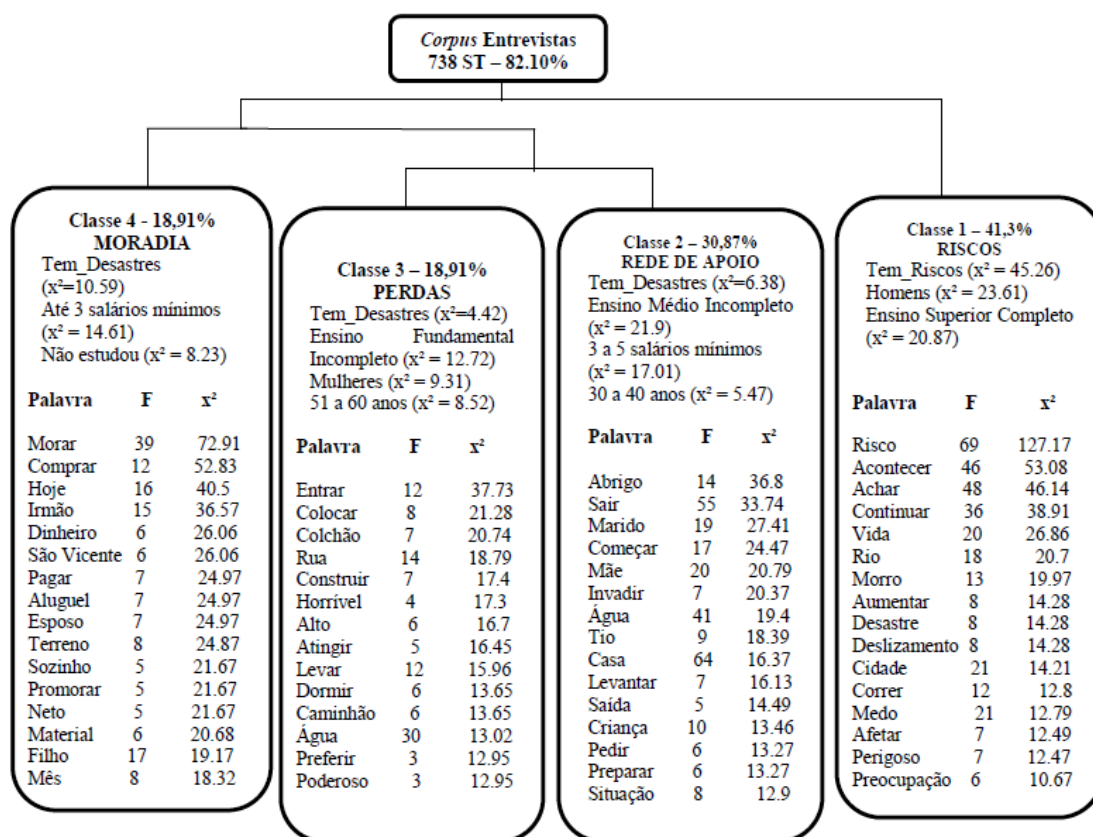 Corpus Entrevistas
738 ST – 82.10%
Classe 4 - 18,91%
MORADIA
Tem_Desastres
(x²=10.59)
Até 3 salários mínimos
(x² = 14.61)
Não estudou (x² = 8.23)
Palavra F x²
Morar 39 72.91
Comprar 12 52.83
Hoje 16 40.5
Irmão 15 36.57
Dinheiro 6 26.06
São Vicente 6 26.06
Pagar 7 24.97
Aluguel 7 24.97
Esposo 7 24.97
Terreno 8 24.87
Sozinho 5 21.67
Promorar 5 21.67
Neto 5 21.67
Material 6 20.68
Filho 17 19.17
Mês 8 18.32
Classe 3 – 18,91%
PERDAS
Tem_Desastres (x²=4.42)
Ensino Fundamental
Incompleto (x² = 12.72)
Mulheres (x² = 9.31)
51 a 60 anos (x² = 8.52)
Palavra F x²
Entrar 12 37.73
Colocar 8 21.28
Colchão 7 20.74
Rua 14 18.79
Construir 7 17.4
Horrível 4 17.3
Alto 6 16.7
Atingir 5 16.45
Levar 12 15.96
Dormir 6 13.65
Caminhão 6 13.65
Água 30 13.02
Preferir 3 12.95
Poderoso 3 12.95
Classe 2 – 30,87%
REDE DE APOIO
Tem_Desastres (x²=6.38)
Ensino Médio Incompleto
(x² = 21.9)
3 a 5 salários mínimos
(x² = 17.01)
30 a 40 anos (x² = 5.47)
Palavra F x²
Abrigo 14 36.8
Sair 55 33.74
Marido 19 27.41
Começar 17 24.47
Mãe 20 20.79
Invadir 7 20.37
Água 41 19.4
Tio 9 18.39
Casa 64 16.37
Levantar 7 16.13
Saída 5 14.49
Criança 10 13.46
Pedir 6 13.27
Preparar 6 13.27
Situação 8 12.9
Classe 1 – 41,3%
RISCOS
Tem_Riscos (x² = 45.26)
Homens (x² = 23.61)
Ensino Superior Completo
(x² = 20.87)
Palavra F x²
Risco 69 127.17
Acontecer 46 53.08
Achar 48 46.14
Continuar 36 38.91
Vida 20 26.86
Rio 18 20.7
Morro 13 19.97
Aumentar 8 14.28
Desastre 8 14.28
Deslizamento 8 14.28
Cidade 21 14.21
Correr 12 12.8
Medo 21 12.79
Afetar 7 12.49
Perigoso 7 12.47
Preocupação 6 10.67